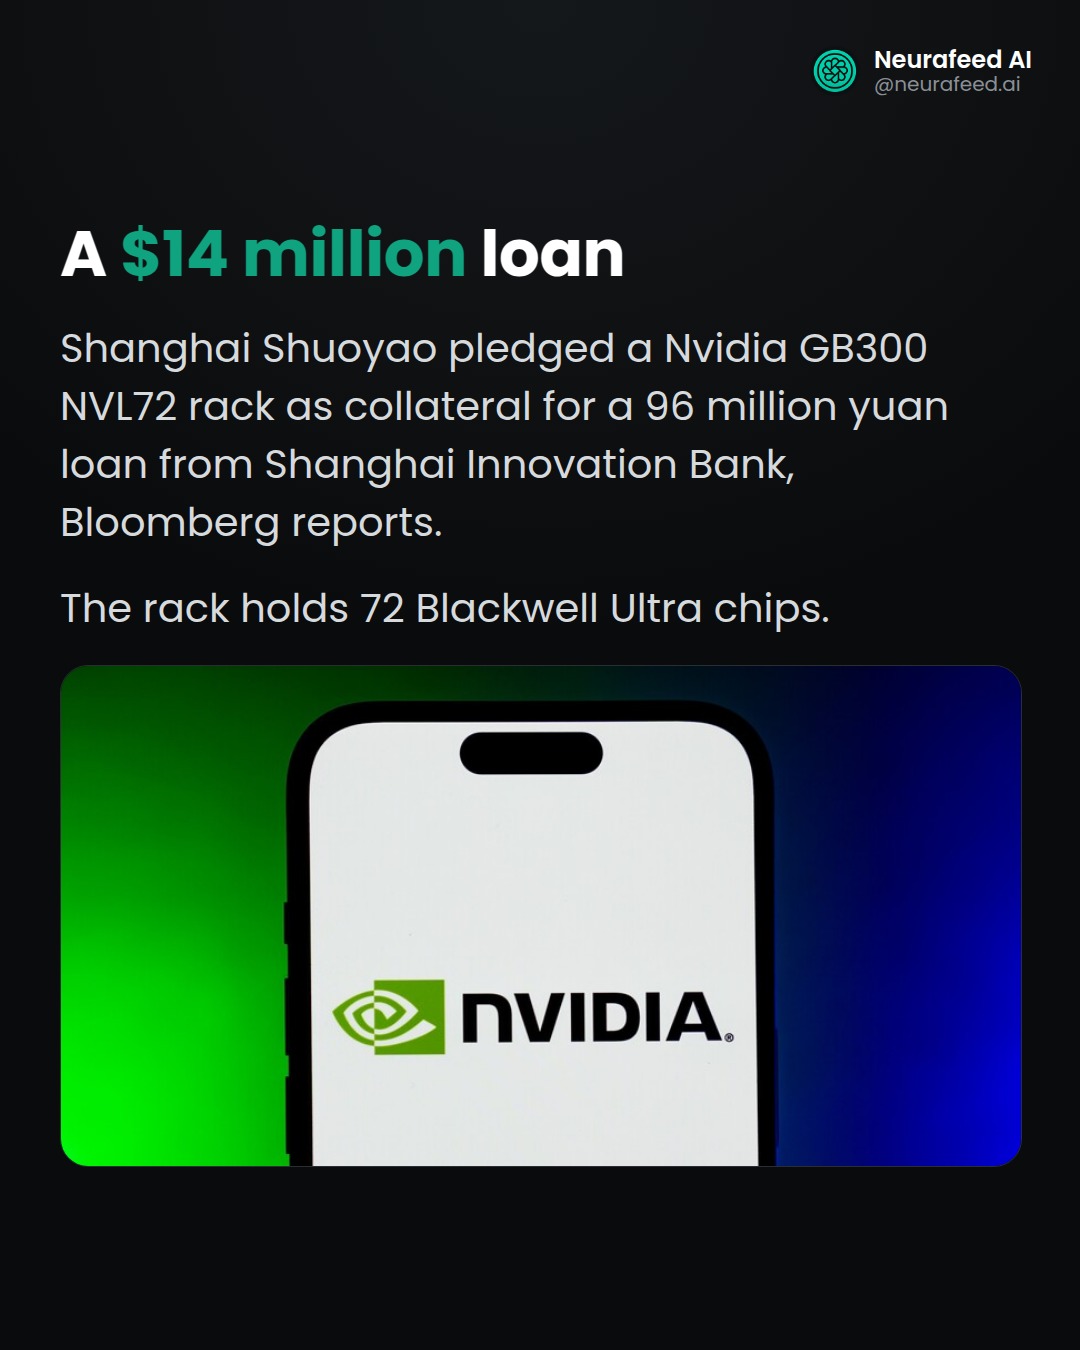 Neurafeed AI
@neurafeed.ai
A $14 million loan
Shanghai Shuoyao pledged a Nvidia GB300
NVL72 rack as collateral for a 96 million yuan
loan from Shanghai Innovation Bank,
Bloomberg reports.
The rack holds 72 Blackwell Ultra chips.
NVIDIA®